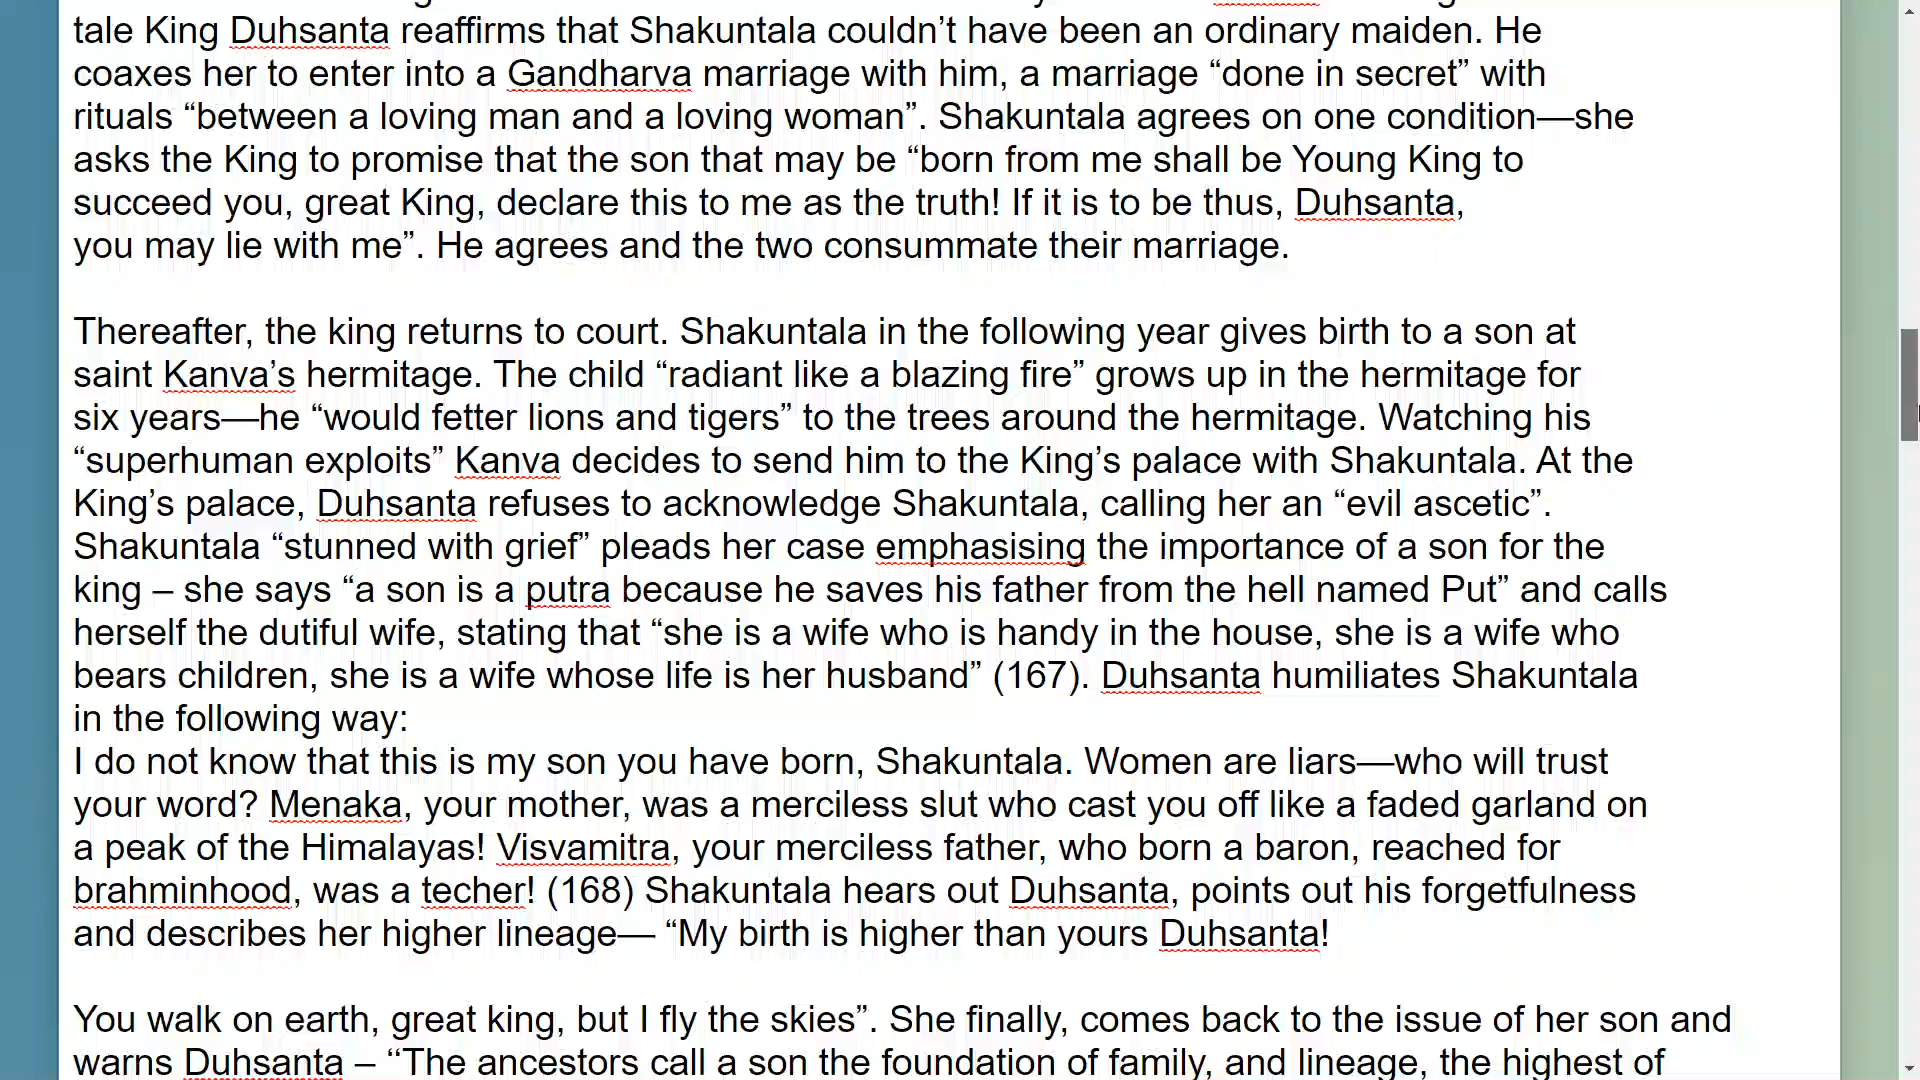 tale King Duhsanta reaffirms that Shakuntala couldn’t have been an ordinary maiden. He
coaxes her to enter into a Gandharva marriage with him, a marriage “done in secret” with
rituals “between a loving man and a loving woman”. Shakuntala agrees on one condition—she
asks the King to promise that the son that may be “born from me shall be Young King to
succeed you, great King, declare this to me as the truth! If it is to be thus, Duhsanta,
you may lie with me”. He agrees and the two consummate their marriage.
Thereafter, the king returns to court. Shakuntala in the following year gives birth to a son at
saint Kanva’s hermitage. The child “radiant like a blazing fire” grows up in the hermitage for
six years—he “would fetter lions and tigers” to the trees around the hermitage. Watching his
“superhuman exploits” Kanva decides to send him to the King’s palace with Shakuntala. At the
King’s palace, Duhsanta refuses to acknowledge Shakuntala, calling her an “evil ascetic”.
Shakuntala “stunned with grief” pleads her case emphasising the importance of a son for the
king – she says “a son is a putra because he saves his father from the hell named Put” and calls
herself the dutiful wife, stating that “she is a wife who is handy in the house, she is a wife who
bears children, she is a wife whose life is her husband” (167). Duhsanta humiliates Shakuntala
in the following way:
I do not know that this is my son you have born, Shakuntala. Women are liars—who will trust
your word? Menaka, your mother, was a merciless slut who cast you off like a faded garland on
a peak of the Himalayas! Visvamitra, your merciless father, who born a baron, reached for
brahminhood, was a techer! (168) Shakuntala hears out Duhsanta, points out his forgetfulness
and describes her higher lineage— “My birth is higher than yours Duhsanta!
You walk on earth, great king, but I fly the skies”. She finally, comes back to the issue of her son and
warns Duhsanta – ‘‘The ancestors call a son the foundation of family, and lineage, the highest of